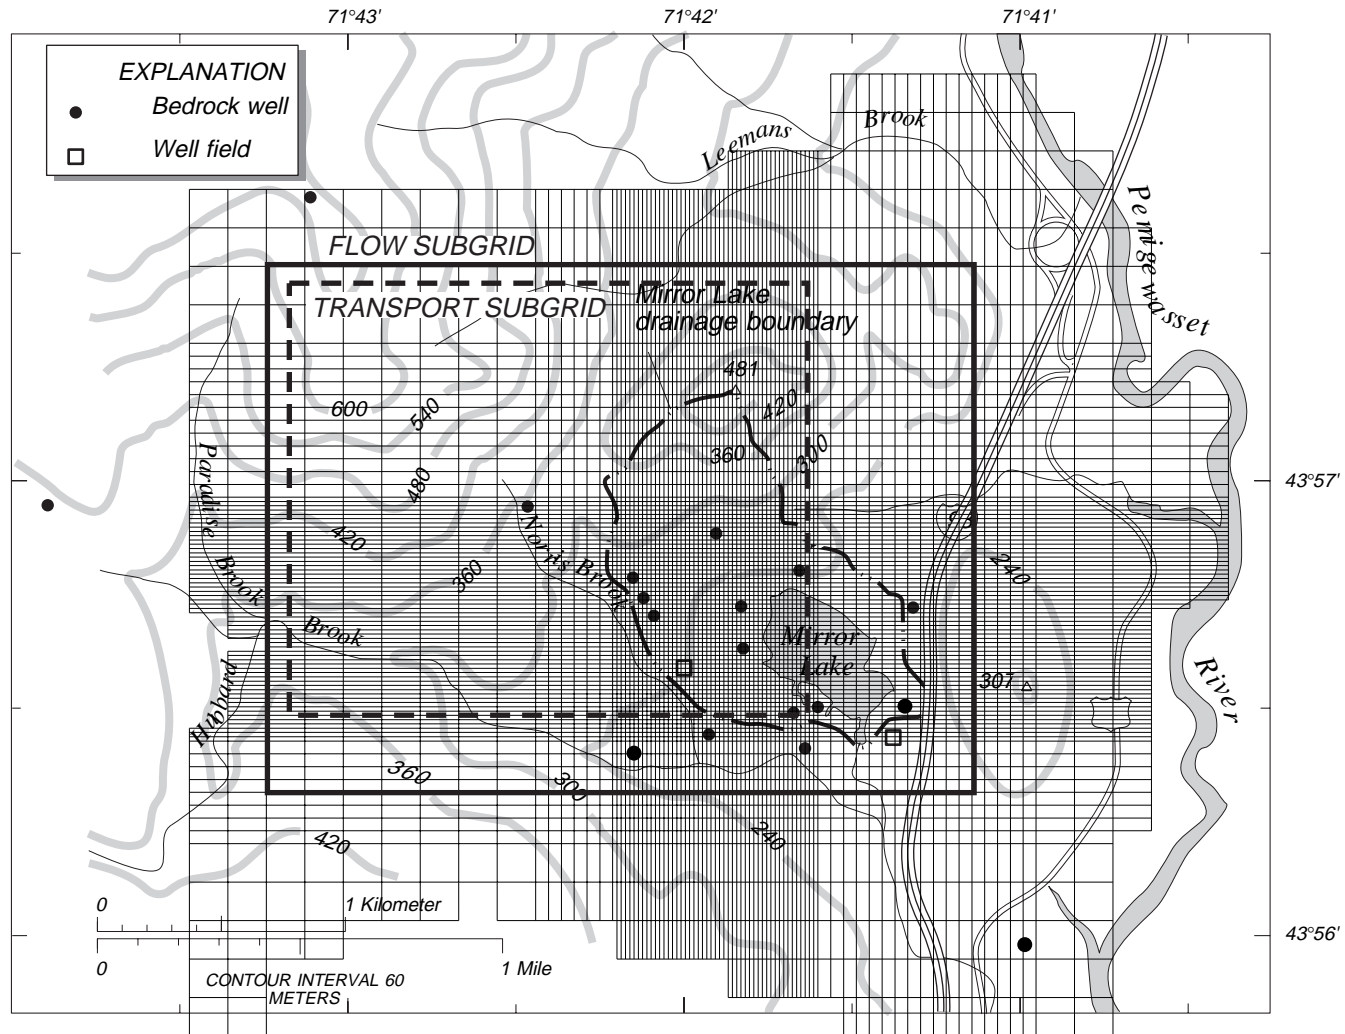 71°43' 71°42' 71°41'
EXPLANATION
Bedrock well
Well field
Leemans Brook
Pemigewasset
FLOW SUBGRID
TRANSPORT SUBGRID
Mirror Lake
drainage boundary
481
420
600
540
360
300
480
43°57'
Paradise
Brook
420
360
Norris Brook
240
Brook
Mirror
Lake
307
River
Hubbard
360
300
240
420
0 1 Kilometer
0 1 Mile
CONTOUR INTERVAL 60
METERS
43°56'